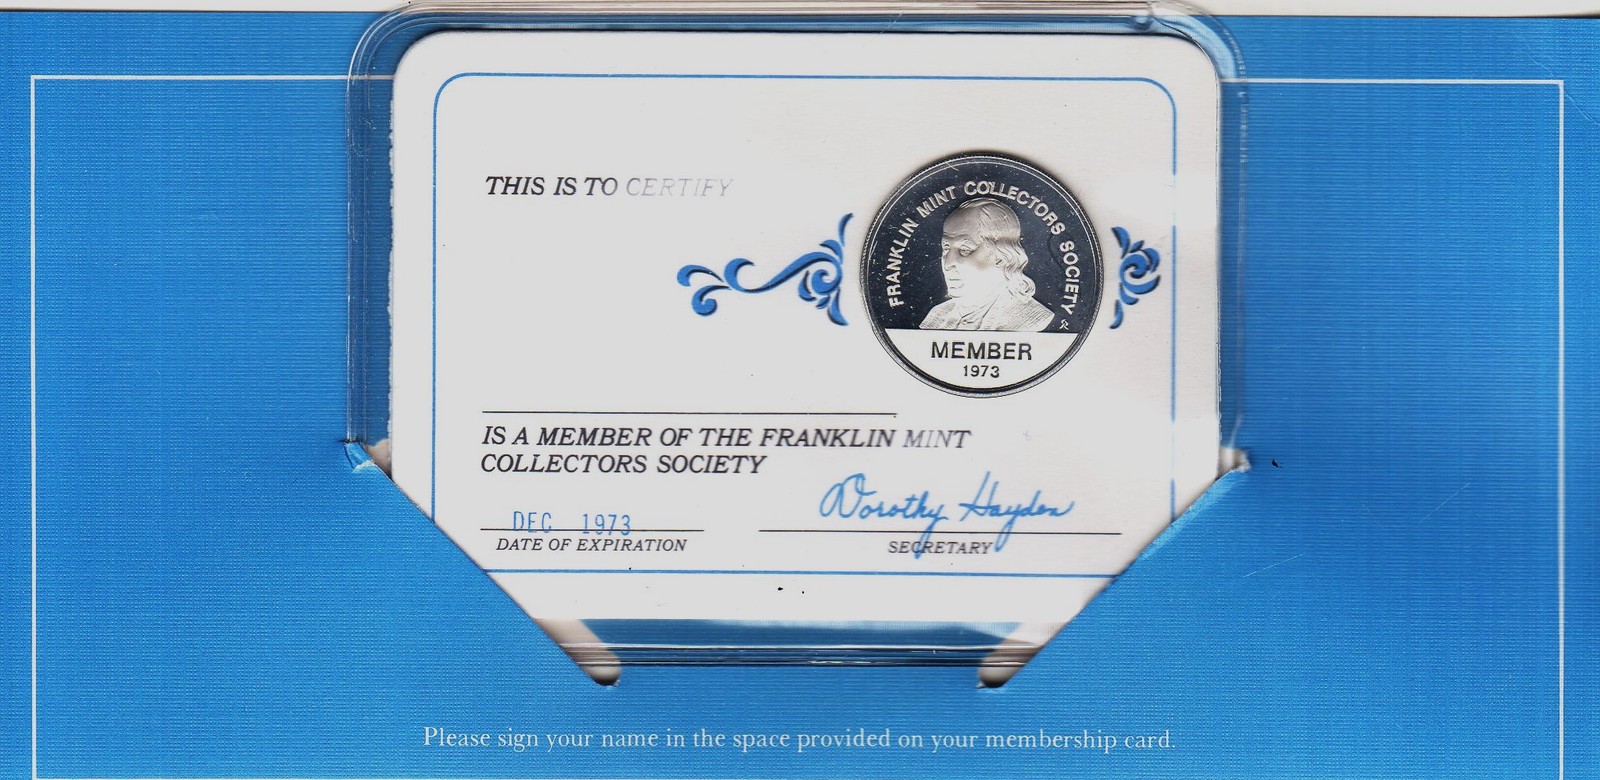 THIS IS TO CERTIFY
FRANKLIN MINT COLLECTORS SOCIETY
MEMBER
1973
IS A MEMBER OF THE FRANKLIN MINT
COLLECTORS SOCIETY
Dorothy Hayden
DEC 1973
DATE OF EXPIRATION
SECRETARY
Please sign your name in the space provided on your membership card.